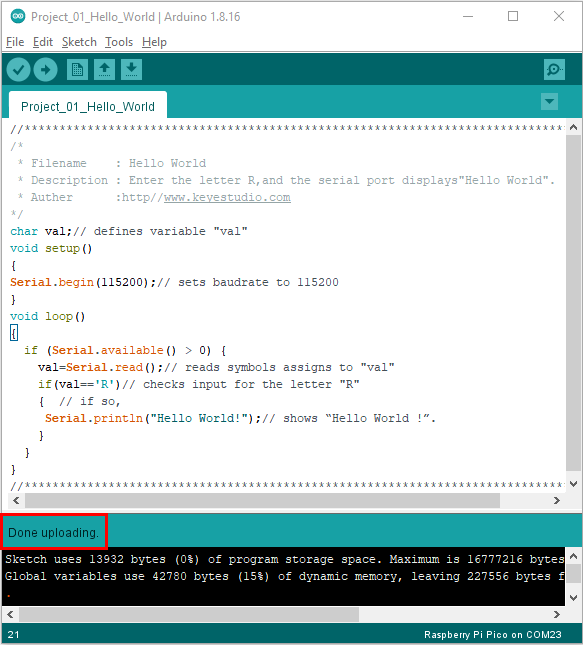 Project_01_Hello_World | Arduino 1.8.16
File Edit Sketch Tools Help
Project_01_Hello_World
//*****************************************************************************
/*
 * Filename    : Hello World
 * Description : Enter the letter R,and the serial port displays"Hello World".
 * Auther      :http//www.keyestudio.com
*/
char val;// defines variable "val"
void setup()
{
Serial.begin(115200);// sets baudrate to 115200
}
void loop()
{
  if (Serial.available() > 0) {
    val=Serial.read();// reads symbols assigns to "val"
    if(val=='R')// checks input for the letter "R"
    {  // if so,
     Serial.println("Hello World!");// shows “Hello World !”.
    }
  }
}
//*****************************************************************************
Done uploading.
Sketch uses 13932 bytes (0%) of program storage space. Maximum is 16777216 bytes
Global variables use 42780 bytes (15%) of dynamic memory, leaving 227556 bytes f
.
21
Raspberry Pi Pico on COM23